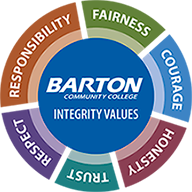 RESPONSIBILITY
FAIRNESS
COURAGE
HONESTY
TRUST
RESPECT
BARTON
COMMUNITY COLLEGE
INTEGRITY VALUES